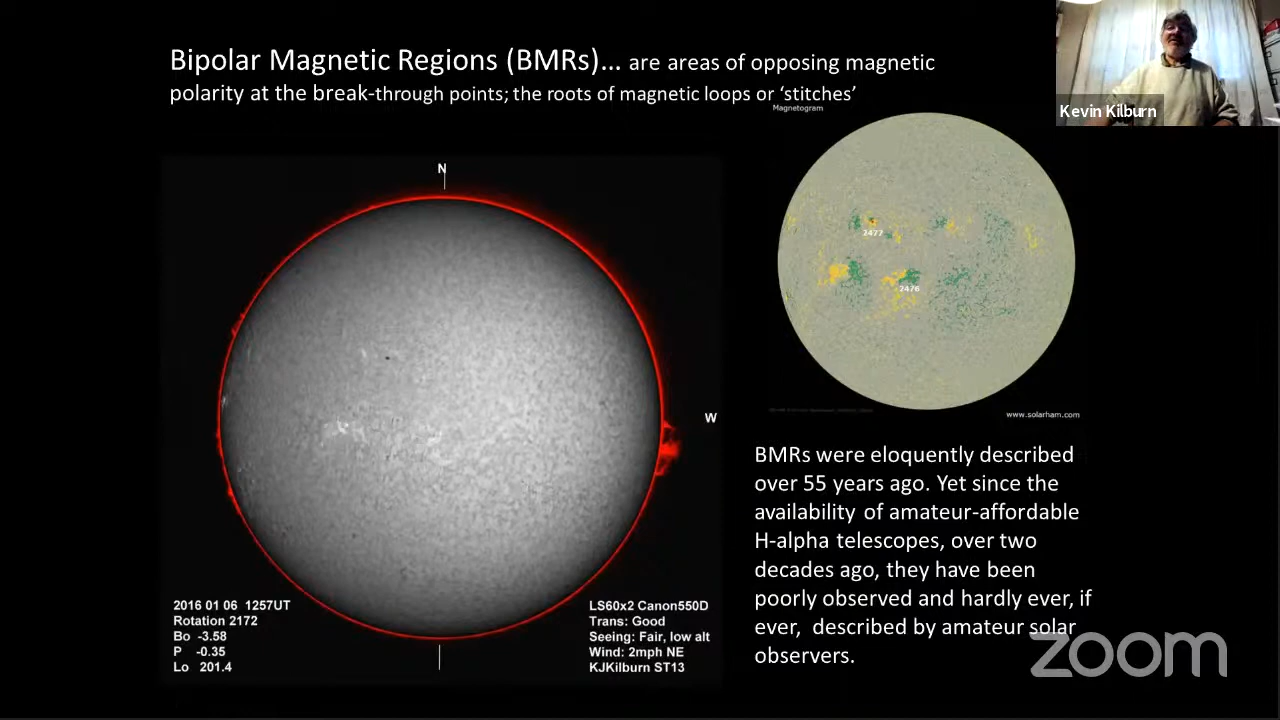 Bipolar Magnetic Regions (BMRs)... are areas of opposing magnetic
polarity at the break-through points; the roots of magnetic loops or ‘stitches’
Kevin Kilburn
Magnetogram
N
W
2477
2476
www.solarham.com
2016 01 06 1257UT
Rotation 2172
Bo -3.58
P -0.35
Lo 201.4
LS60x2 Canon550D
Trans: Good
Seeing: Fair, low alt
Wind: 2mph NE
KJKilburn ST13
BMRs were eloquently described
over 55 years ago. Yet since the
availability of amateur-affordable
H-alpha telescopes, over two
decades ago, they have been
poorly observed and hardly ever, if
ever, described by amateur solar
observers.
zoom